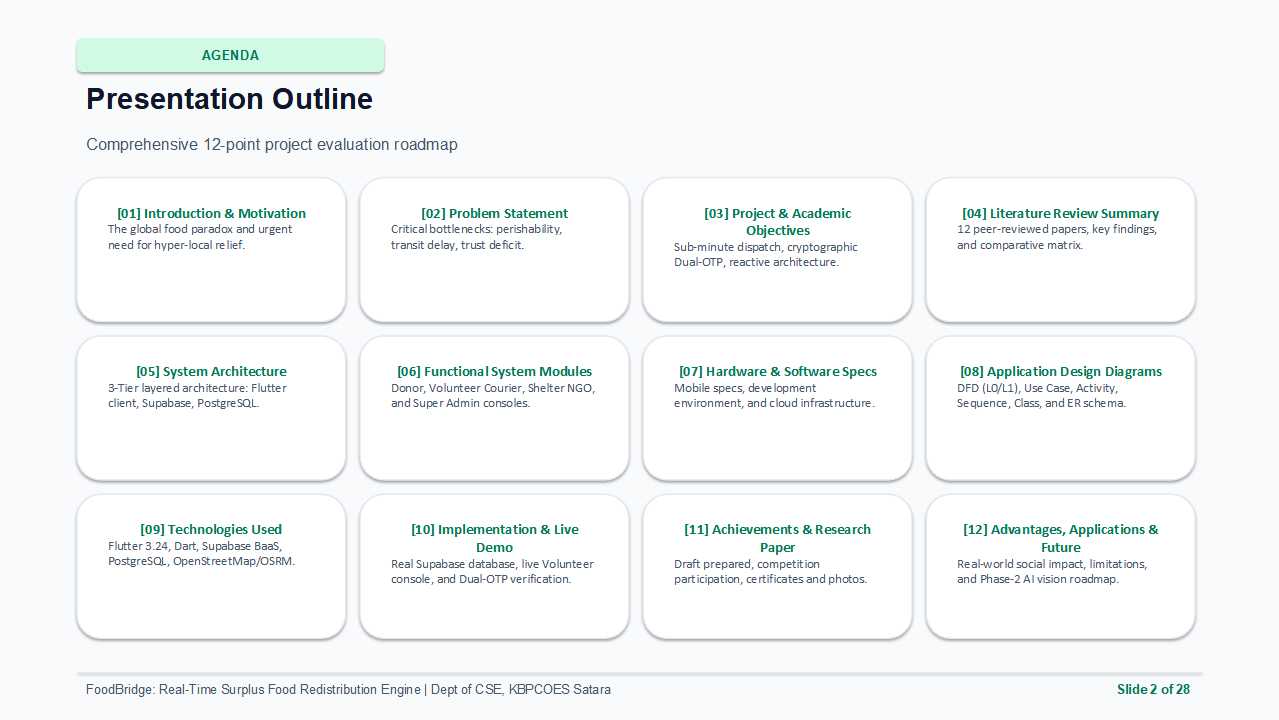 AGENDA
Presentation Outline
Comprehensive 12-point project evaluation roadmap
[01] Introduction & Motivation
The global food paradox and urgent
need for hyper-local relief.
[02] Problem Statement
Critical bottlenecks: perishability,
transit delay, trust deficit.
[03] Project & Academic
Objectives
Sub-minute dispatch, cryptographic
Dual-OTP, reactive architecture.
[04] Literature Review Summary
12 peer-reviewed papers, key findings,
and comparative matrix.
[05] System Architecture
3-Tier layered architecture: Flutter
client, Supabase, PostgreSQL.
[06] Functional System Modules
Donor, Volunteer Courier, Shelter NGO,
and Super Admin consoles.
[07] Hardware & Software Specs
Mobile specs, development
environment, and cloud infrastructure.
[08] Application Design Diagrams
DFD (L0/L1), Use Case, Activity,
Sequence, Class, and ER schema.
[09] Technologies Used
Flutter 3.24, Dart, Supabase BaaS,
PostgreSQL, OpenStreetMap/OSRM.
[10] Implementation & Live
Demo
Real Supabase database, live Volunteer
console, and Dual-OTP verification.
[11] Achievements & Research
Paper
Draft prepared, competition
participation, certificates and photos.
[12] Advantages, Applications &
Future
Real-world social impact, limitations,
and Phase-2 AI vision roadmap.
FoodBridge: Real-Time Surplus Food Redistribution Engine | Dept of CSE, KBPCOES Satara
Slide 2 of 28